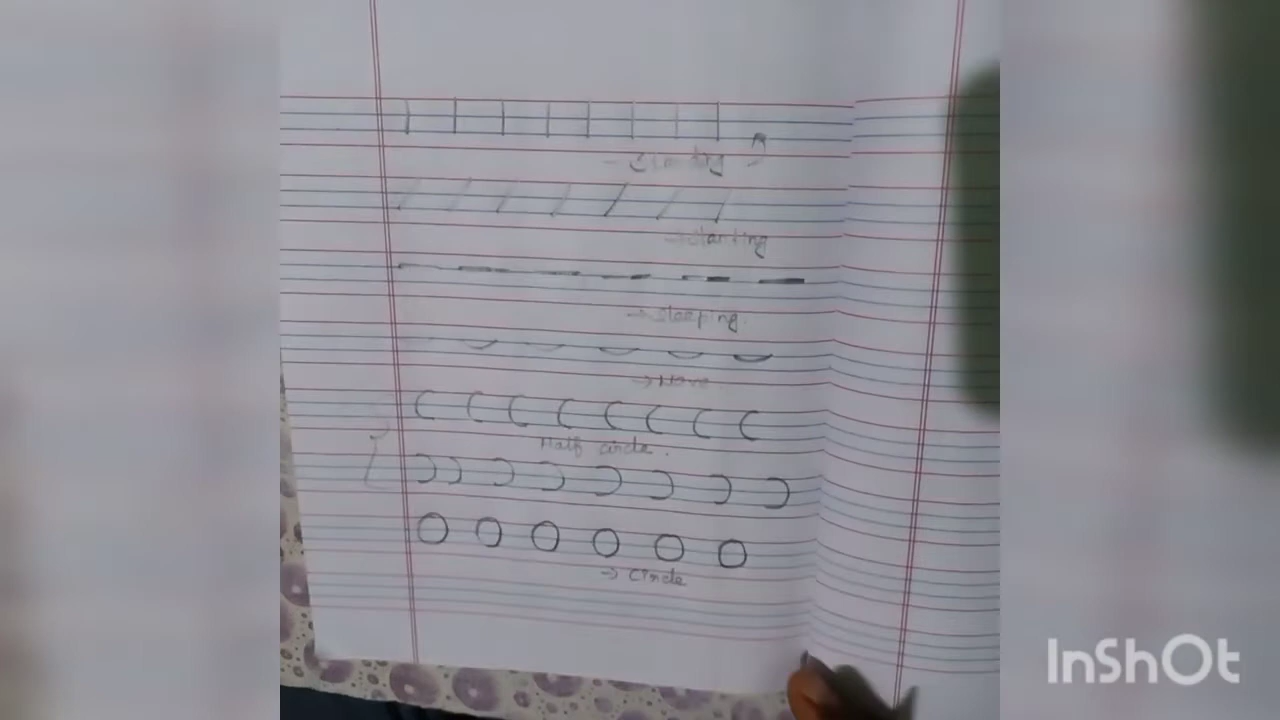 → Slanting
→ Sleeping.
Half circle.
→ Circle
InShOt